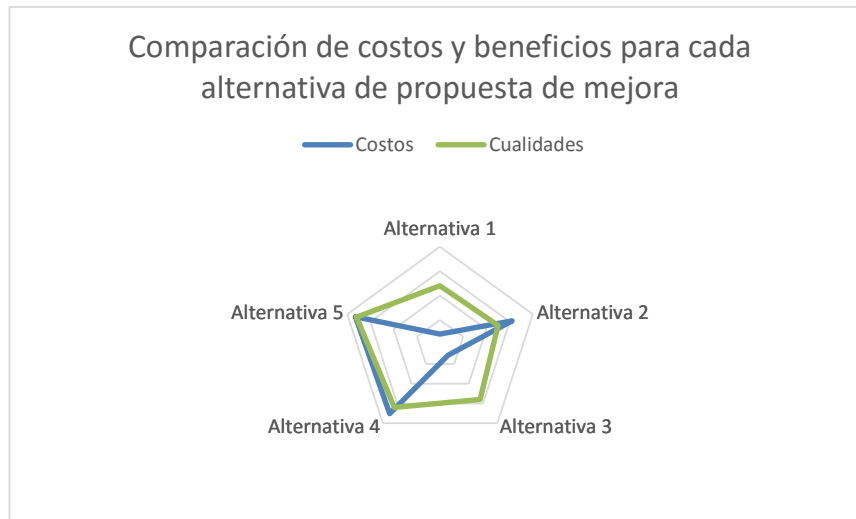 Comparación de costos y beneficios para cada
alternativa de propuesta de mejora
Costos
Cualidades
Alternativa 1
Alternativa 2
Alternativa 3
Alternativa 4
Alternativa 5